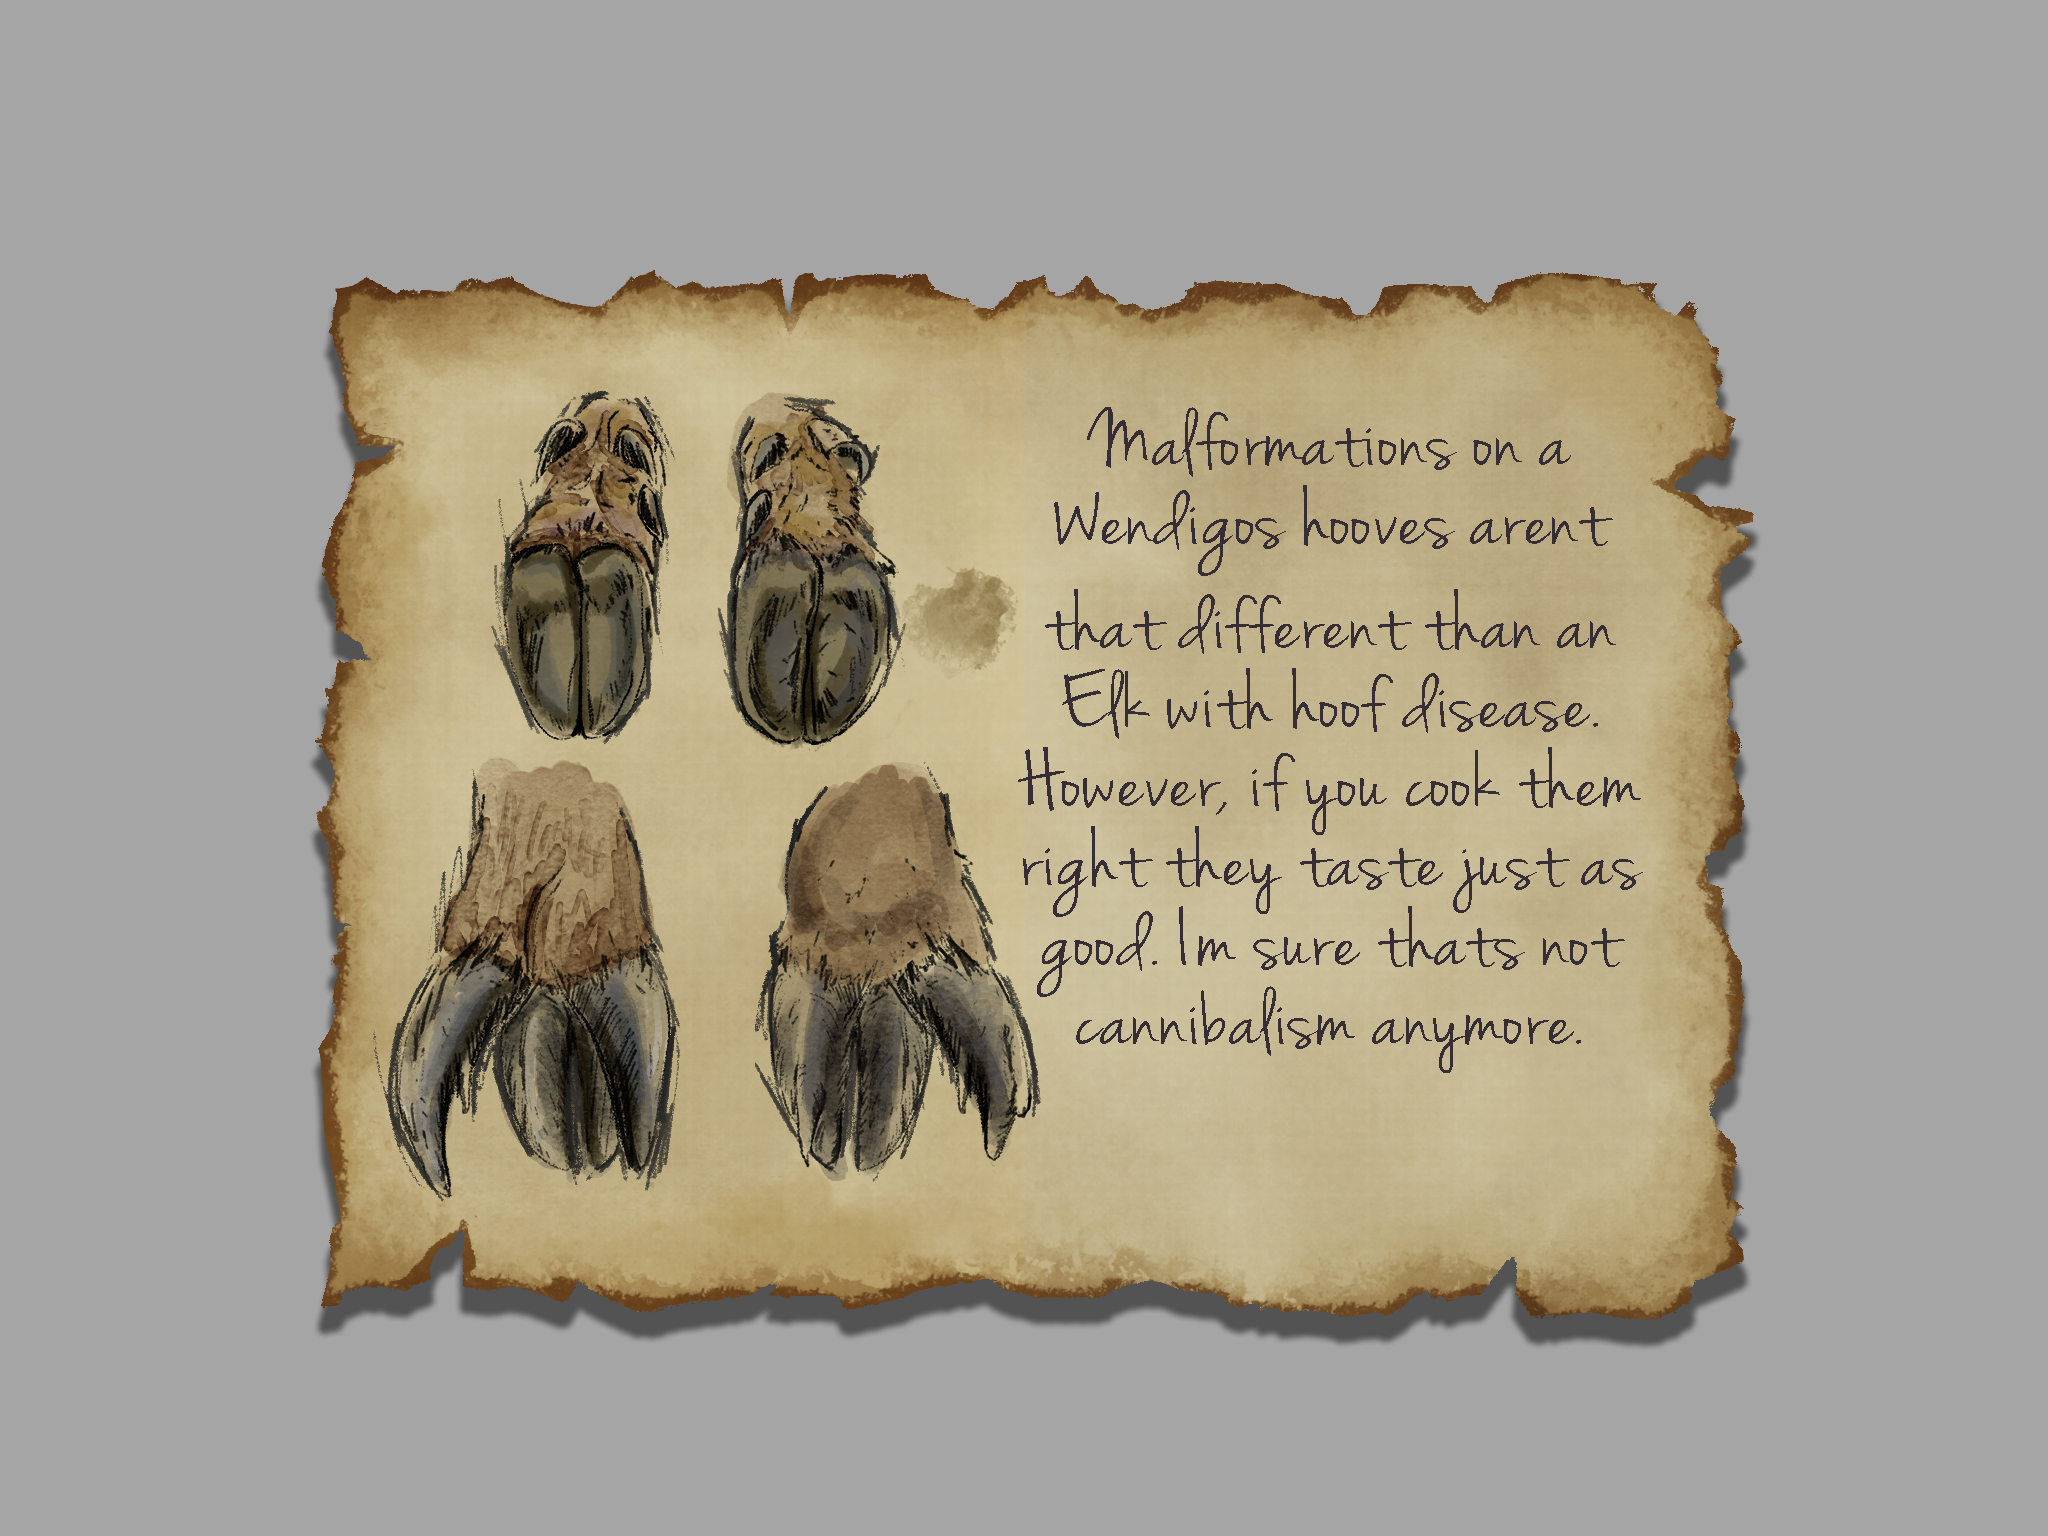 Malformations on a
Wendigos hooves arent
that different than an
Elk with hoof disease.
However, if you cook them
right they taste just as
good. Im sure thats not
cannibalism anymore.